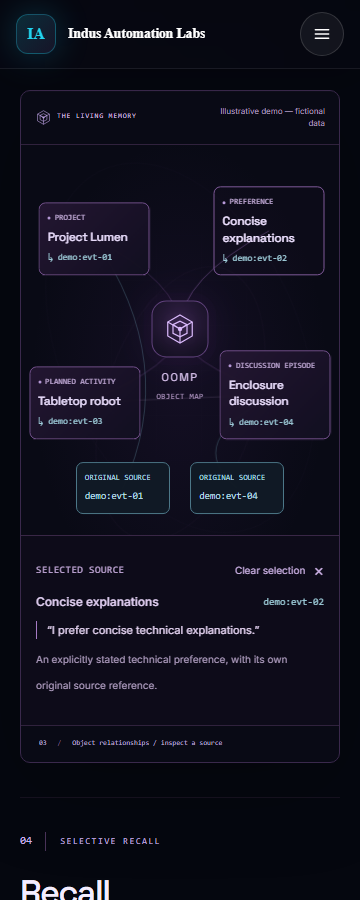 IA Indus Automation Labs
THE LIVING MEMORY
Illustrative demo — fictional
data
PROJECT
Project Lumen
↳ demo:evt-01
PREFERENCE
Concise
explanations
↳ demo:evt-02
OOMP
OBJECT MAP
PLANNED ACTIVITY
Tabletop robot
↳ demo:evt-03
DISCUSSION EPISODE
Enclosure
discussion
↳ demo:evt-04
ORIGINAL SOURCE
demo:evt-01
ORIGINAL SOURCE
demo:evt-04
SELECTED SOURCE
Clear selection ×
Concise explanations
demo:evt-02
“I prefer concise technical explanations.”
An explicitly stated technical preference, with its own
original source reference.
03 / Object relationships / inspect a source
04 SELECTIVE RECALL
Recall